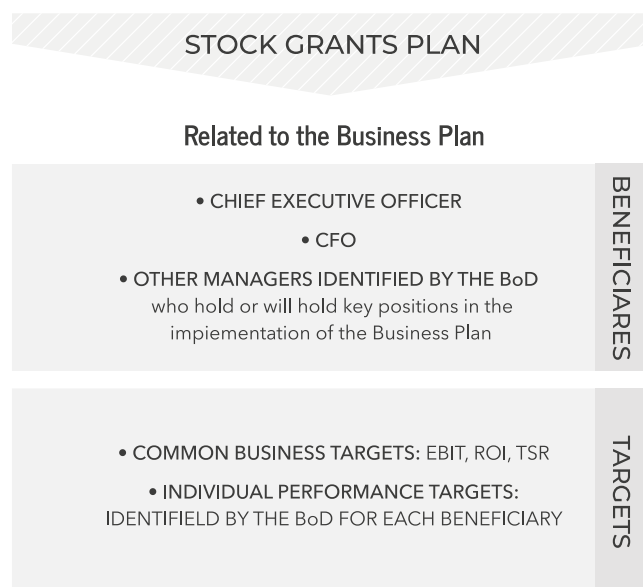 STOCK GRANTS PLAN
Related to the Business Plan
• CHIEF EXECUTIVE OFFICER
• CFO
• OTHER MANAGERS IDENTIFIED BY THE BoD
who hold or will hold key positions in the
impiementation of the Business Plan
BENEFICIARES
• COMMON BUSINESS TARGETS: EBIT, ROI, TSR
• INDIVIDUAL PERFORMANCE TARGETS:
IDENTIFIELD BY THE BoD FOR EACH BENEFICIARY
TARGETS